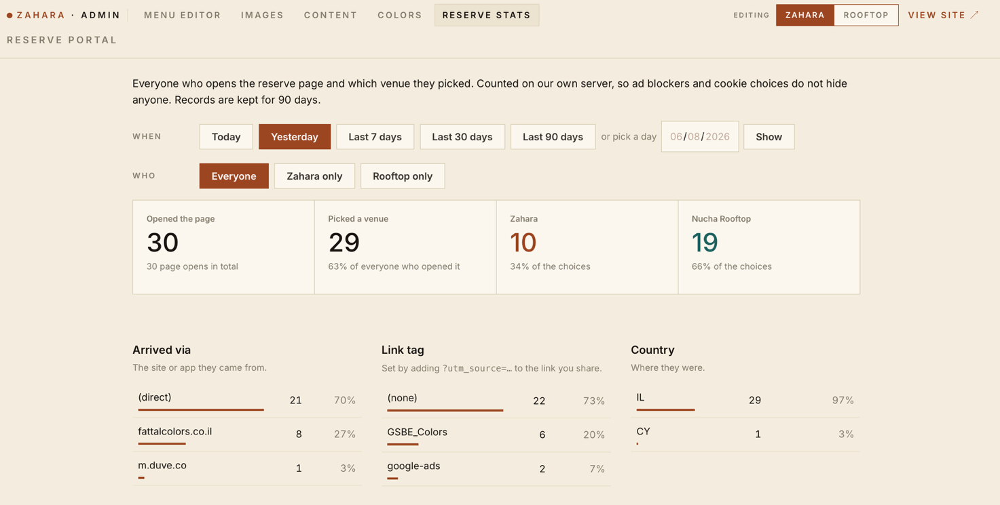 ZAHARA · ADMIN
MENU EDITOR
IMAGES
CONTENT
COLORS
RESERVE STATS
EDITING
ZAHARA
ROOFTOP
VIEW SITE ↗
RESERVE PORTAL
Everyone who opens the reserve page and which venue they picked. Counted on our own server, so ad blockers and cookie choices do not hide
anyone. Records are kept for 90 days.
WHEN
Today
Yesterday
Last 7 days
Last 30 days
Last 90 days
or pick a day
06/08/2026
Show
WHO
Everyone
Zahara only
Rooftop only
Opened the page
30
30 page opens in total
Picked a venue
29
63% of everyone who opened it
Zahara
10
34% of the choices
Nucha Rooftop
19
66% of the choices
Arrived via
The site or app they came from.
(direct) 21 70%
fattalcolors.co.il 8 27%
m.duve.co 1 3%
Link tag
Set by adding ?utm_source=… to the link you share.
(none) 22 73%
GSBE_Colors 6 20%
google-ads 2 7%
Country
Where they were.
IL 29 97%
CY 1 3%